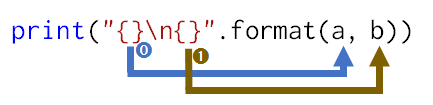 print("{}\n{}".format(a, b))
0 1